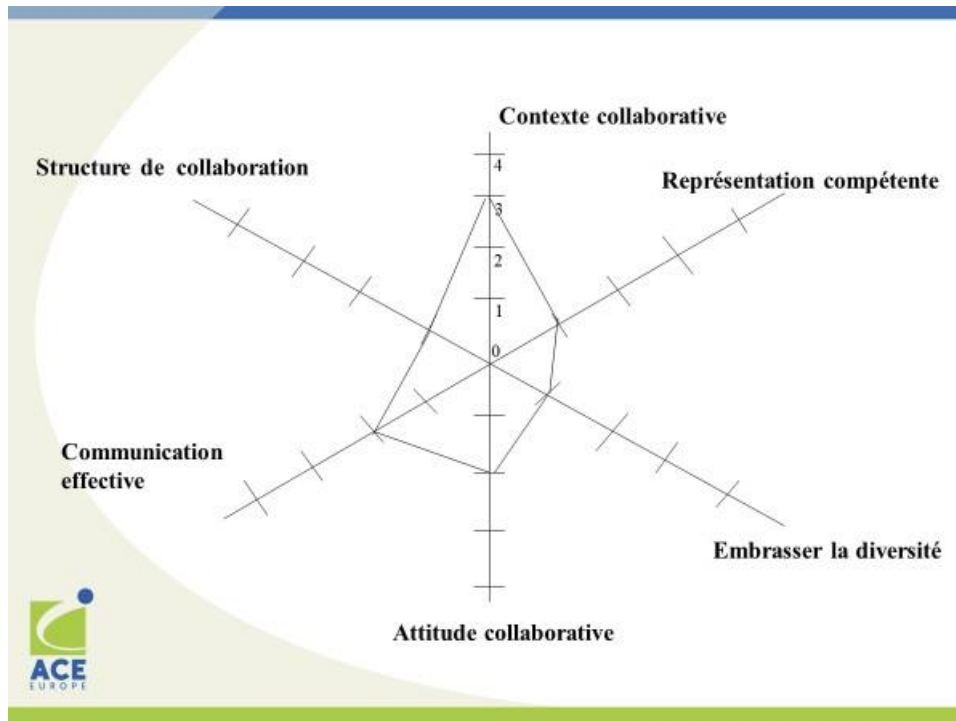 Contexte collaborative
Structure de collaboration
Représentation compétente
4
3
2
1
0
Communication
effective
Embrasser la diversité
Attitude collaborative
ACE
EUROPE